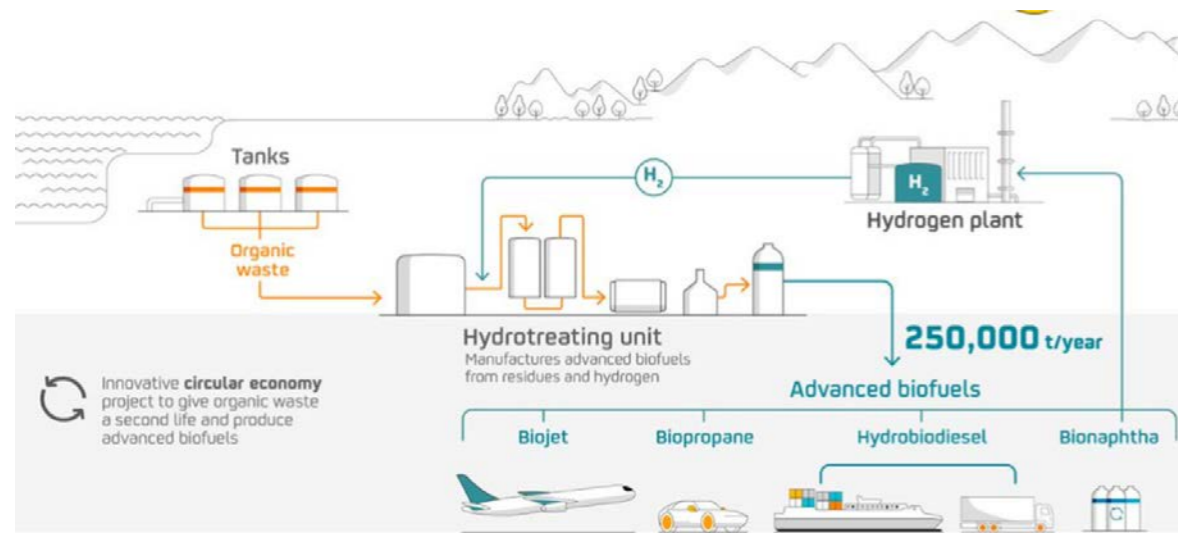 Tanks
H₂
H₂
Hydrogen plant
Organic
waste
Hydrotreating unit
Manufactures advanced biofuels
from residues and hydrogen
250,000 t/year
Innovative circular economy
project to give organic waste
a second life and produce
advanced biofuels
Advanced biofuels
Biojet
Biopropane
Hydrobiodiesel
Bionaphtha